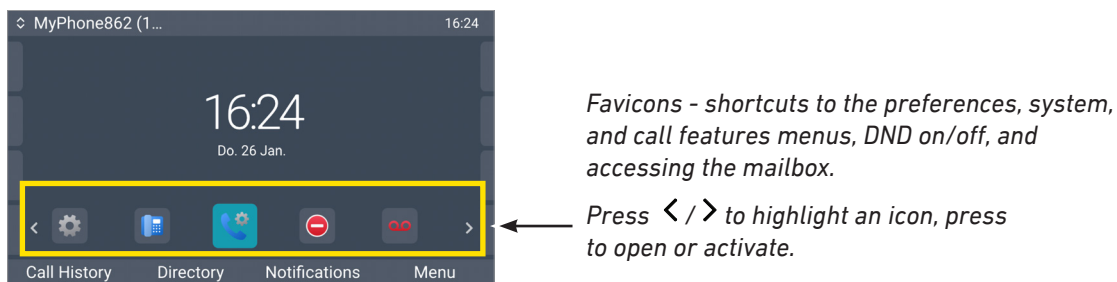 MyPhone862 (1...
16:24
16:24
Do. 26 Jan.
Call History Directory Notifications Menu
Favicons - shortcuts to the preferences, system,
and call features menus, DND on/off, and
accessing the mailbox.
Press < / > to highlight an icon, press
to open or activate.